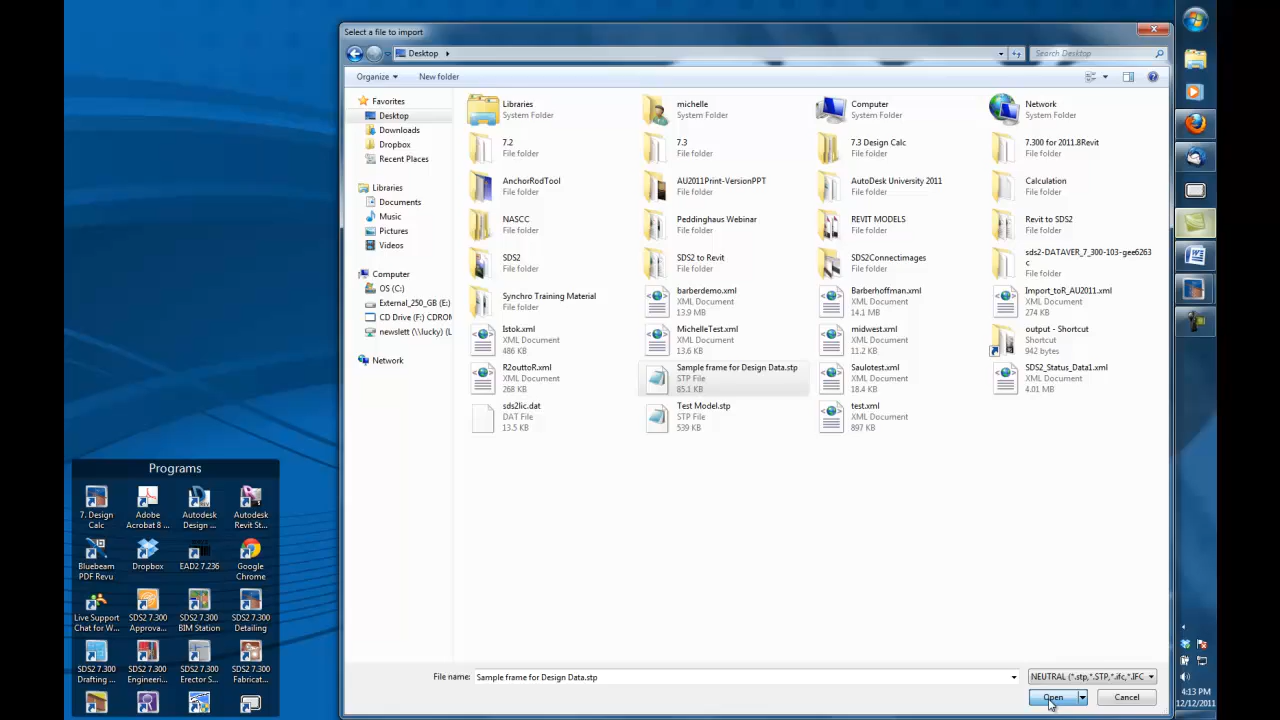 Select a file to import
Desktop
Search Desktop
Organize
New folder
Favorites
Desktop
Downloads
Dropbox
Recent Places
Libraries
Documents
Music
Pictures
Videos
Computer
OS (C:)
External_250_GB (E:)
CD Drive (F:) CDROM
newslett (\\lucky) (L
Network
Libraries
System Folder
michelle
System Folder
Computer
System Folder
Network
System Folder
7.2
File folder
7.3
File folder
7.3 Design Calc
File folder
7.300 for 2011.8Revit
File folder
AnchorRodTool
File folder
AU2011Print-VersionPPT
File folder
AutoDesk University 2011
File folder
Calculation
File folder
NASCC
File folder
Peddinghaus Webinar
File folder
REVIT MODELS
File folder
Revit to SDS2
File folder
SDS2
File folder
SDS2 to Revit
File folder
SDS2Connectimages
File folder
sds2-DATAVER_7_300-103-gee6263
c
File folder
Synchro Training Material
File folder
barberdemo.xml
XML Document
13.9 MB
Barberhoffman.xml
XML Document
14.1 MB
Import_toR_AU2011.xml
XML Document
274 KB
Istok.xml
XML Document
486 KB
MichelleTest.xml
XML Document
13.6 KB
midwest.xml
XML Document
11.2 KB
output - Shortcut
Shortcut
942 bytes
R2outtoR.xml
XML Document
268 KB
Sample frame for Design Data.stp
STP File
85.1 KB
Saulotest.xml
XML Document
18.4 KB
SDS2_Status_Data1.xml
XML Document
4.01 MB
sds2lic.dat
DAT File
13.5 KB
Test Model.stp
STP File
539 KB
test.xml
XML Document
897 KB
File name:
Sample frame for Design Data.stp
NEUTRAL (*.stp,*.STP,*.ifc,*.IFC
Open
Cancel
Programs
7. Design
Calc
Adobe
Acrobat 8 ...
Autodesk
Design ...
Autodesk
Revit St...
Bluebeam
PDF Revu
Dropbox
EAD2 7.236
Google
Chrome
Live Support
Chat for W...
SDS2 7.300
Approva...
SDS2 7.300
BIM Station
SDS2 7.300
Detailing
SDS2 7.300
Drafting ...
SDS2 7.300
Engineeri...
SDS2 7.300
Erector S...
SDS2 7.300
Fabricat...
4:13 PM
12/12/2011